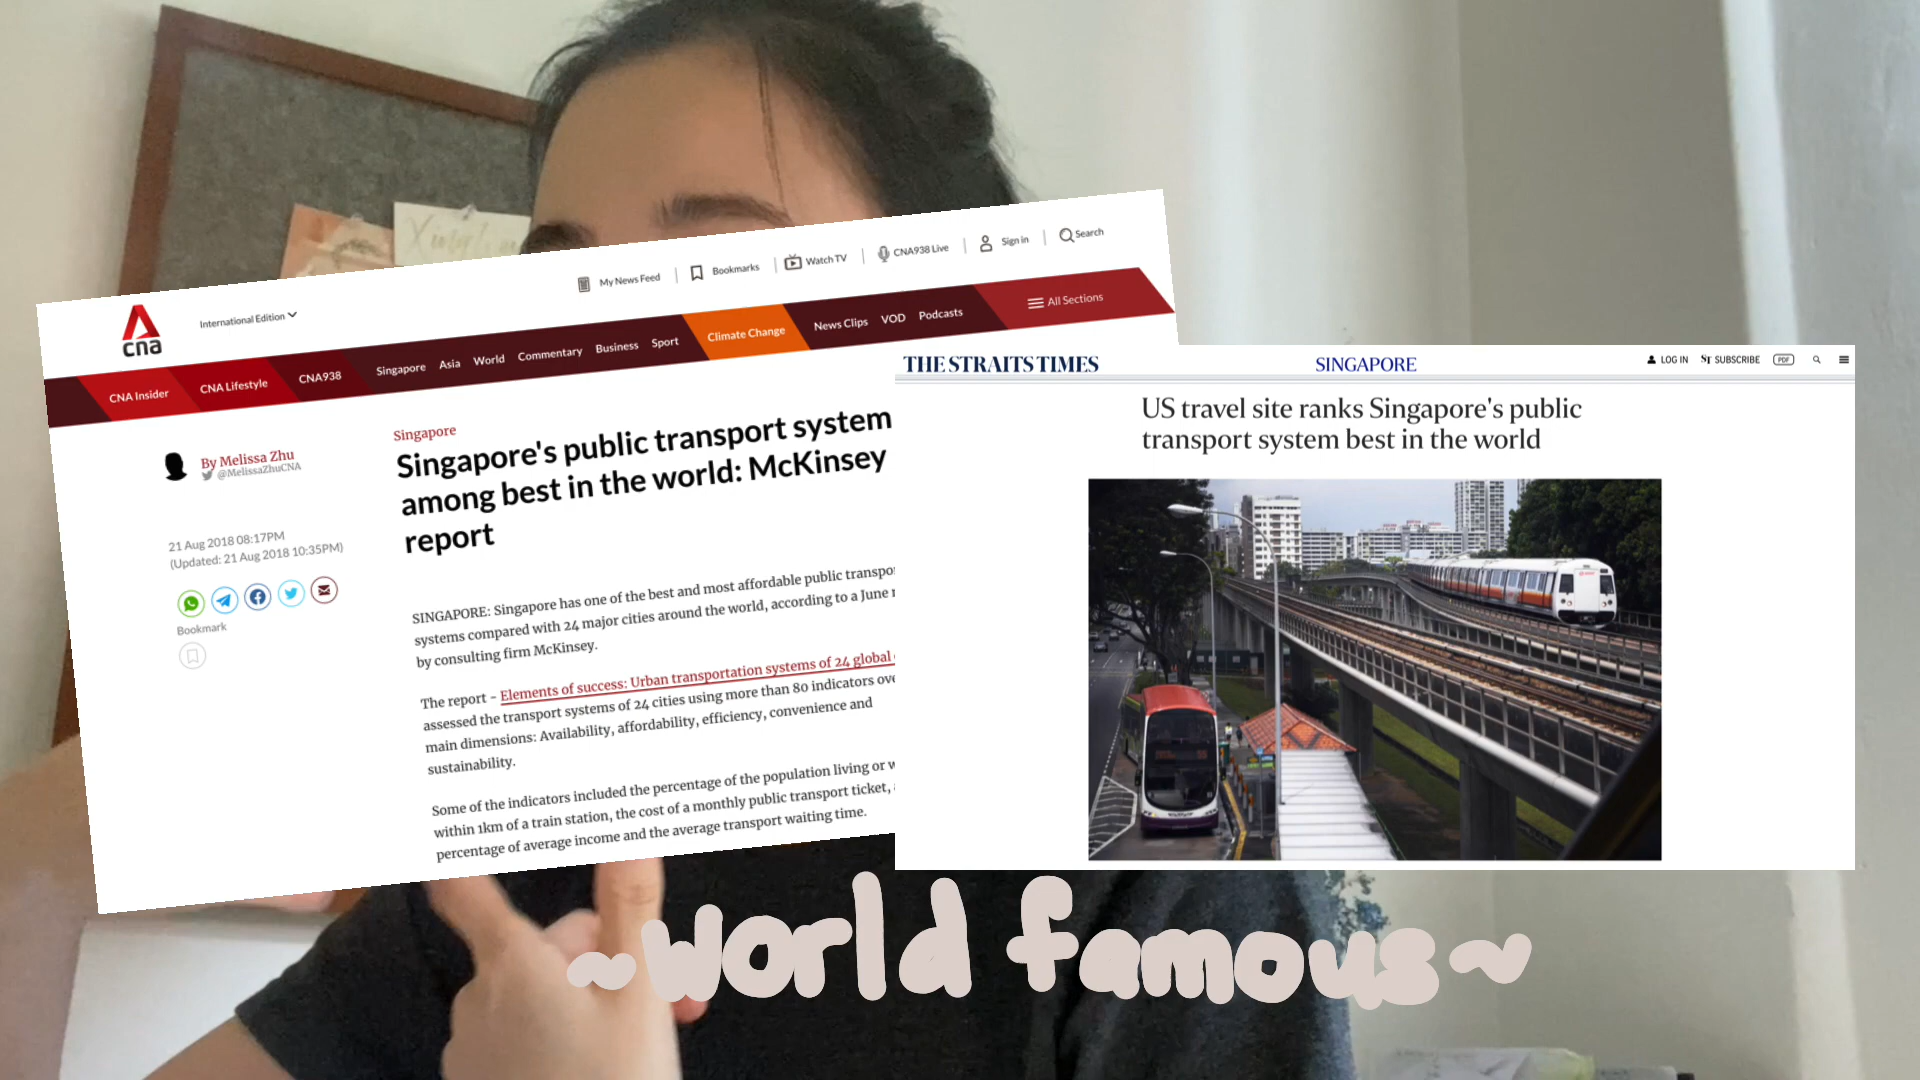 My News Feed
Bookmarks
Watch TV
CNA938 Live
Sign in
Search
cna
International Edition
CNA Insider
CNA Lifestyle
CNA938
Singapore
Asia
World
Commentary
Business
Sport
Climate Change
News Clips
VOD
Podcasts
All Sections
By Melissa Zhu
@MelissaZhuCNA
21 Aug 2018 08:17PM
(Updated: 21 Aug 2018 10:35PM)
Bookmark
Singapore
Singapore's public transport system
among best in the world: McKinsey
report
SINGAPORE: Singapore has one of the best and most affordable public
systems compared with 24 major cities around the world, according to a June
by consulting firm McKinsey.
The report - Elements of success: Urban transportation systems of 24 global
assessed the transport systems of 24 cities using more than 80 indicators
main dimensions: Availability, affordability, efficiency, convenience and
sustainability.
Some of the indicators included the percentage of the population living or
within 1km of a train station, the cost of a monthly public transport ticket,
percentage of average income and the average transport waiting time.
THE STRAITS TIMES
SINGAPORE
LOG IN
ST SUBSCRIBE
PDF
US travel site ranks Singapore's public
transport system best in the world
~world famous~